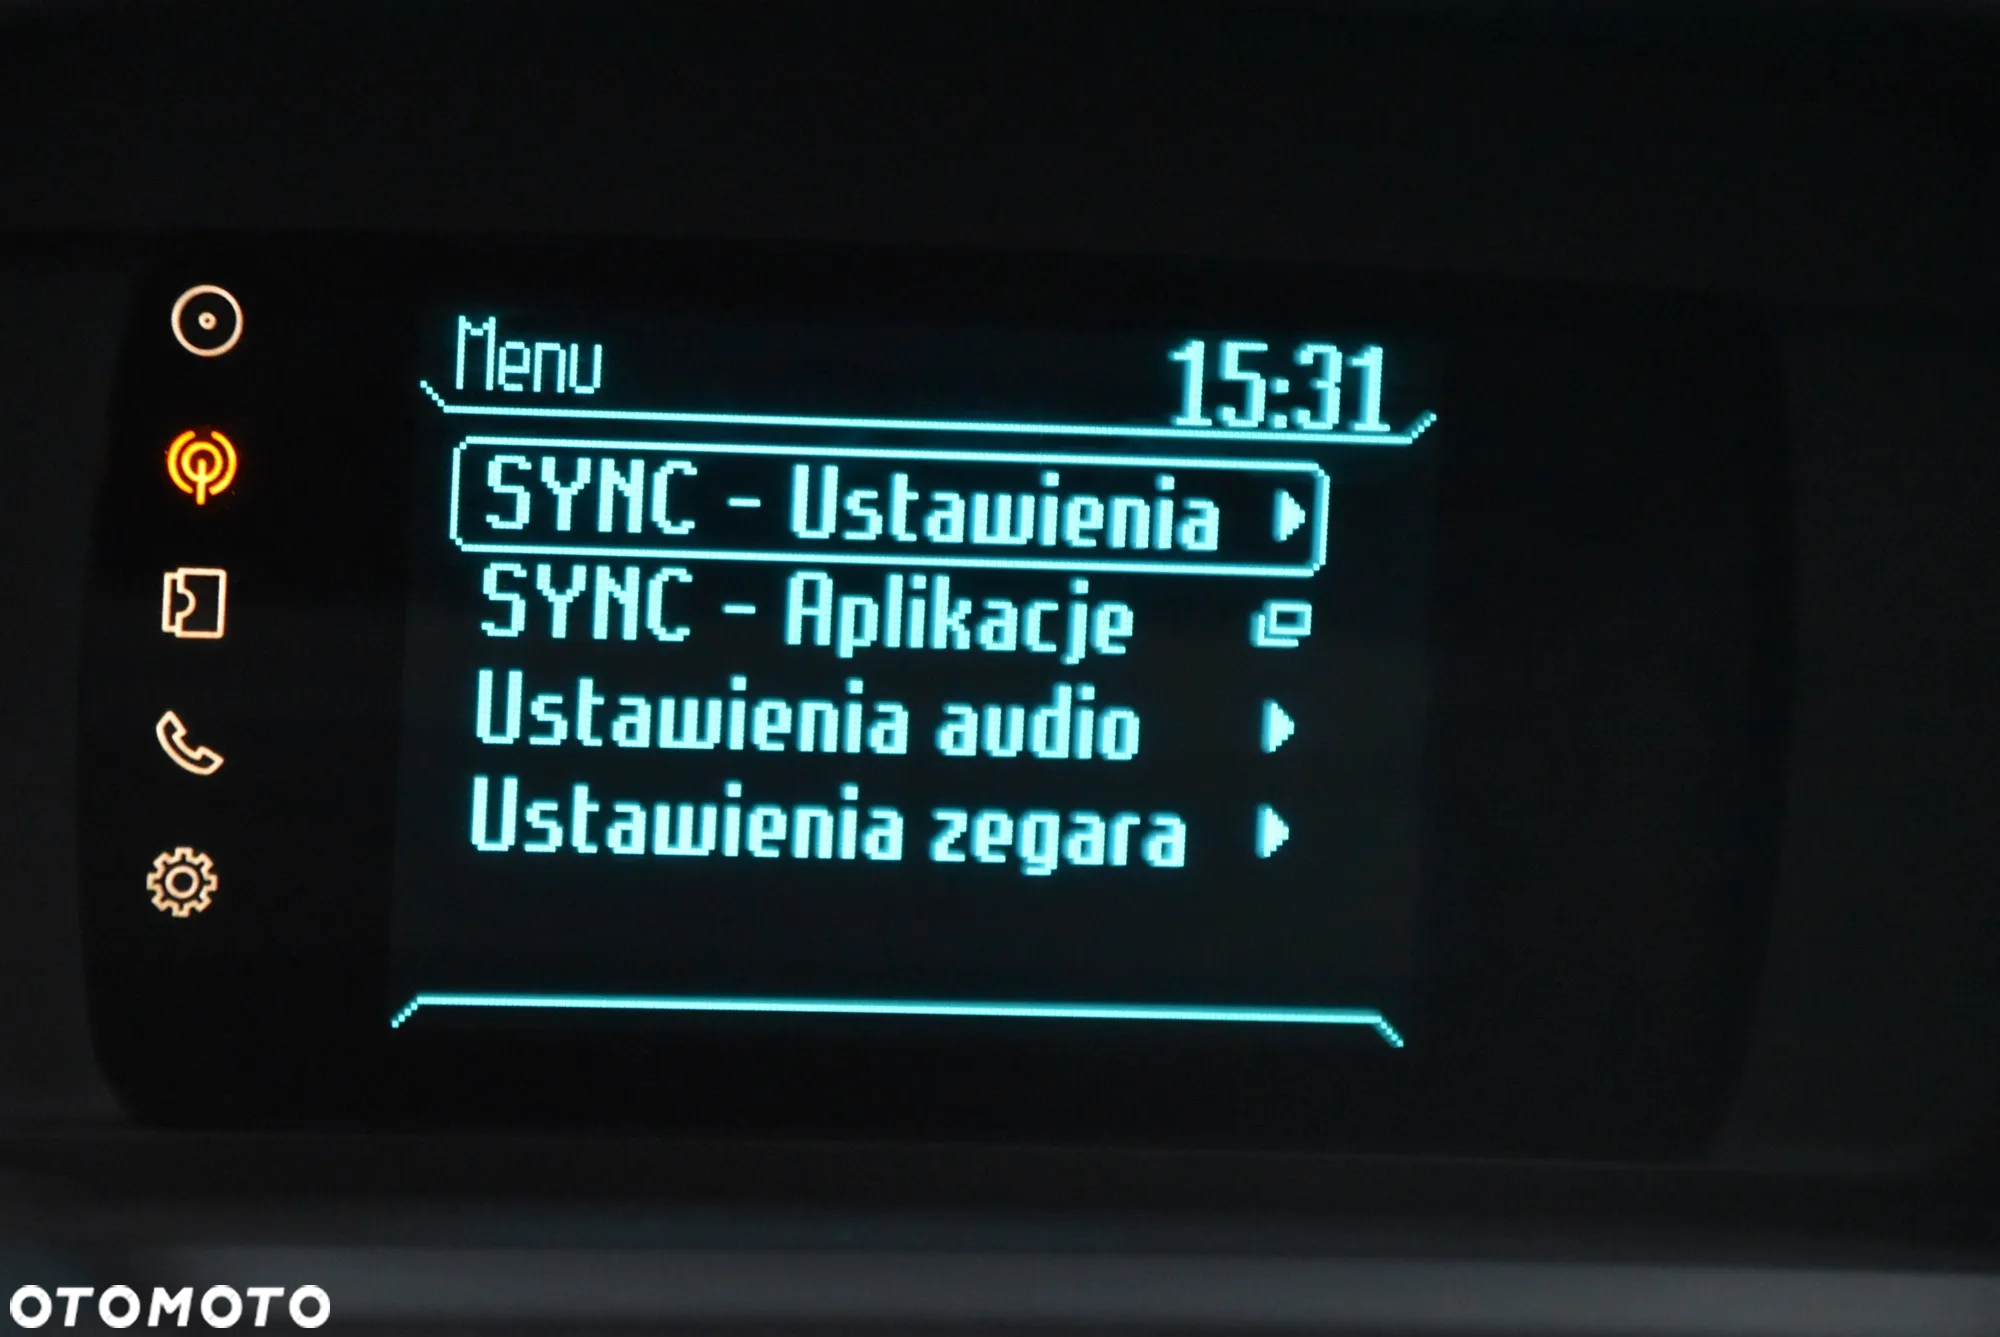 Menu 15:31
SYNC - Ustawienia
SYNC - Aplikacje
Ustawienia audio
Ustawienia zegara
OTOMOTO